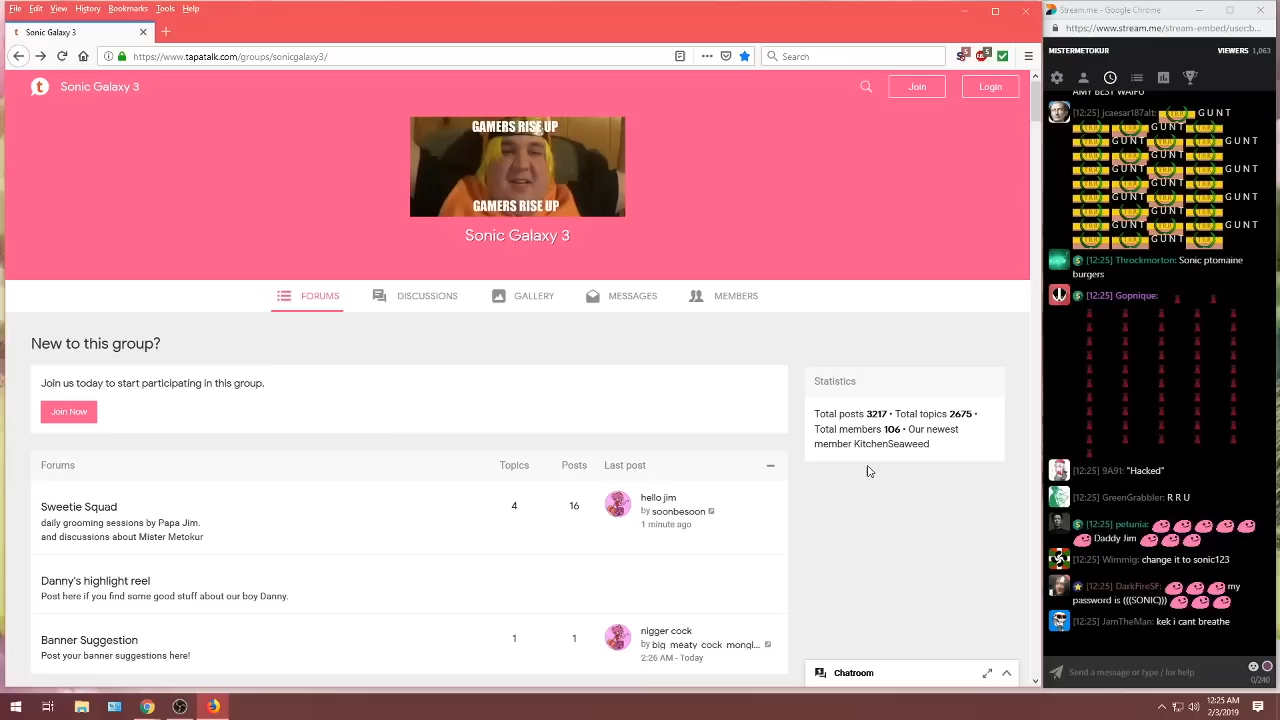 File Edit View History Bookmarks Tools Help
Sonic Galaxy 3
https://www.tapatalk.com/groups/sonicgalaxy3/
Search
5
5
t Sonic Galaxy 3
Join
Login
GAMERS RISE UP
GAMERS RISE UP
Sonic Galaxy 3
FORUMS DISCUSSIONS GALLERY MESSAGES MEMBERS
New to this group?
Join us today to start participating in this group.
Join Now
Statistics
Total posts 3217 • Total topics 2675 •
Total members 106 • Our newest
member KitchenSeaweed
Forums Topics Posts Last post
Sweetie Squad
daily grooming sessions by Papa Jim.
and discussions about Mister Metokur
4 16
hello jim
by soonbesoon
1 minute ago
Danny's highlight reel
Post here if you find some good stuff about our boy Danny.
Banner Suggestion
Post your banner suggestions here!
1 1
nigger cock
by big_meaty_cock_mongl...
2:26 AM - Today
Chatroom
Stream.me - Google Chrome
https://www.stream.me/stream-embed/user:b...
MISTERMETOKUR
VIEWERS 1,063
AMY BEST WAIFU
[12:25] jcaesar187alt: G U N T
G U N T
G U N T G U N T
G U N T
G U N T G U N T
G U N T
G U N T G U N T
G U N T
G U N T G U N T
G U N T
[12:25] Throckmorton: Sonic ptomaine
burgers
[12:25] Gopnique:
[12:25] 9A91: "Hacked"
[12:25] GreenGrabbler: R R U
[12:25] petunia:
Daddy Jim
[12:25] Wimmig: change it to sonic123
[12:25] DarkFireSF: my
password is (((SONIC)))
[12:25] JamTheMan: kek i cant breathe
Send a message or type / for help
0/240
12:25 AM
2/3/2019